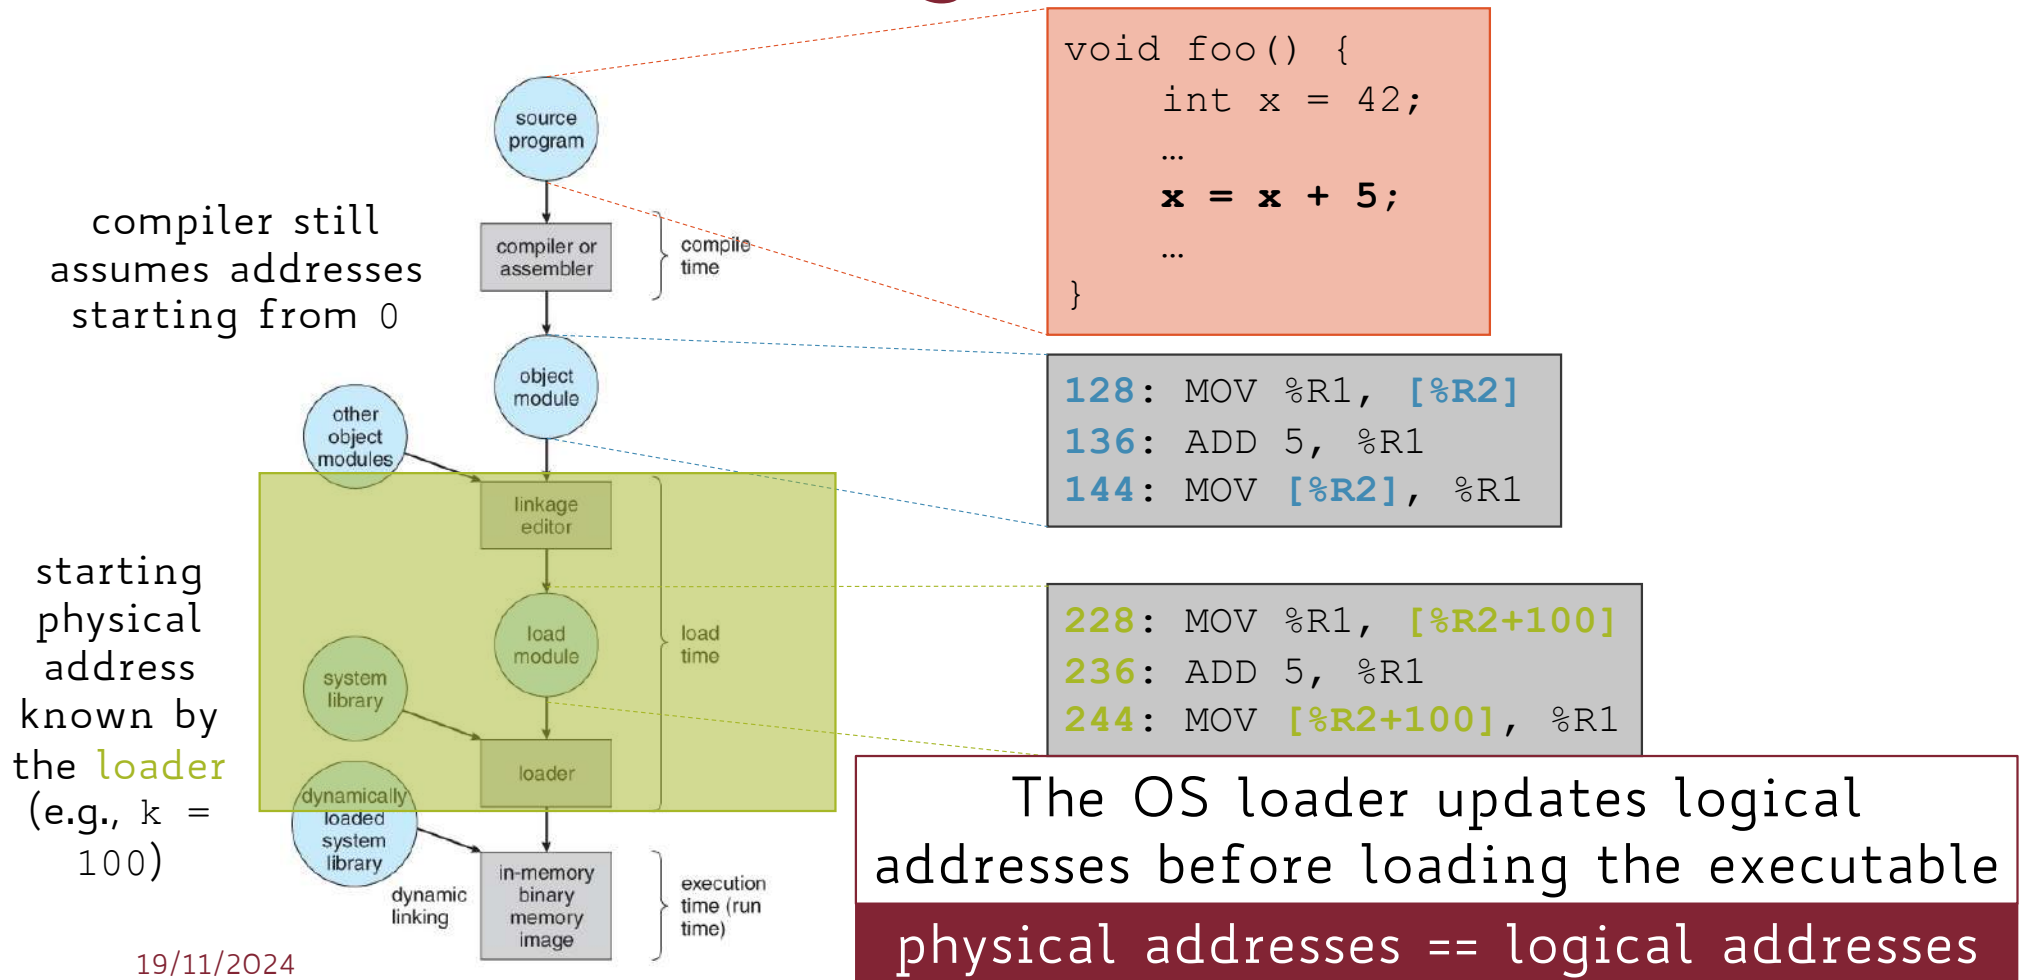 void foo() {
int x = 42;
…
x = x + 5;
…
}
source
program
compiler still
assumes addresses
starting from 0
compiler or
assembler
compile
time
object
module
128: MOV %R1, [%R2]
136: ADD 5, %R1
144: MOV [%R2], %R1
other
object
modules
linkage
editor
starting
physical
address
known by
the loader
(e.g., k =
100)
load
module
load
time
228: MOV %R1, [%R2+100]
236: ADD 5, %R1
244: MOV [%R2+100], %R1
system
library
loader
dynamically
loaded
system
library
dynamic
linking
in-memory
binary
memory
image
execution
time (run
time)
The OS loader updates logical
addresses before loading the executable
physical addresses == logical addresses
19/11/2024